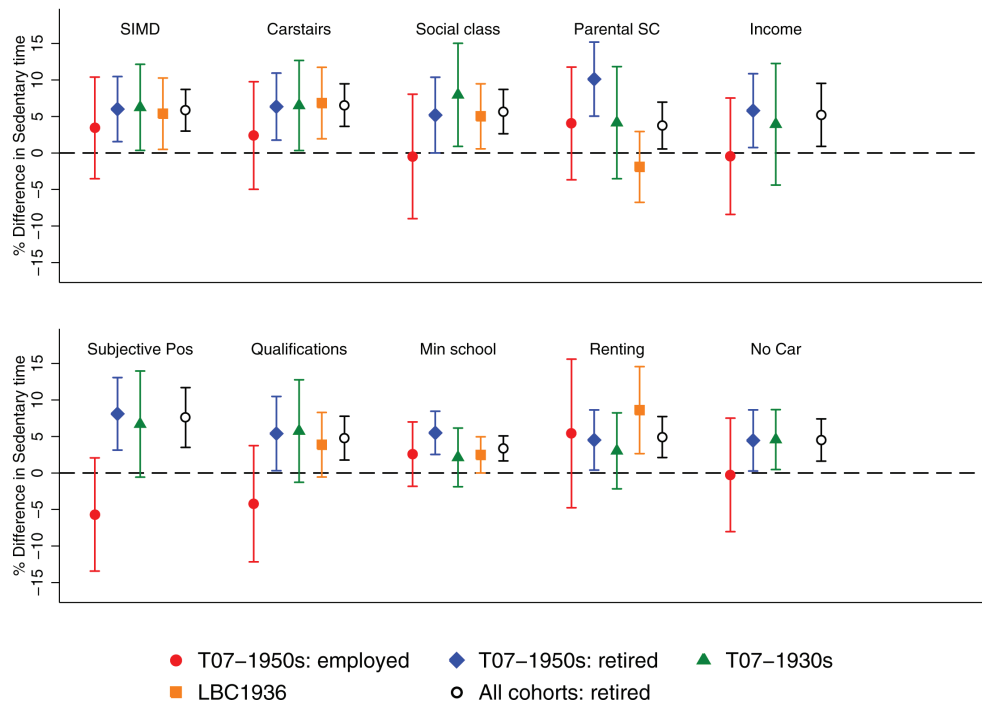 SIMD Carstairs Social class Parental SC Income
% Difference in Sedentary time
15
10
5
0
−5
−10
−15
Subjective Pos Qualifications Min school Renting No Car
% Difference in Sedentary time
15
10
5
0
−5
−10
−15
T07−1950s: employed T07−1950s: retired T07−1930s
LBC1936 All cohorts: retired